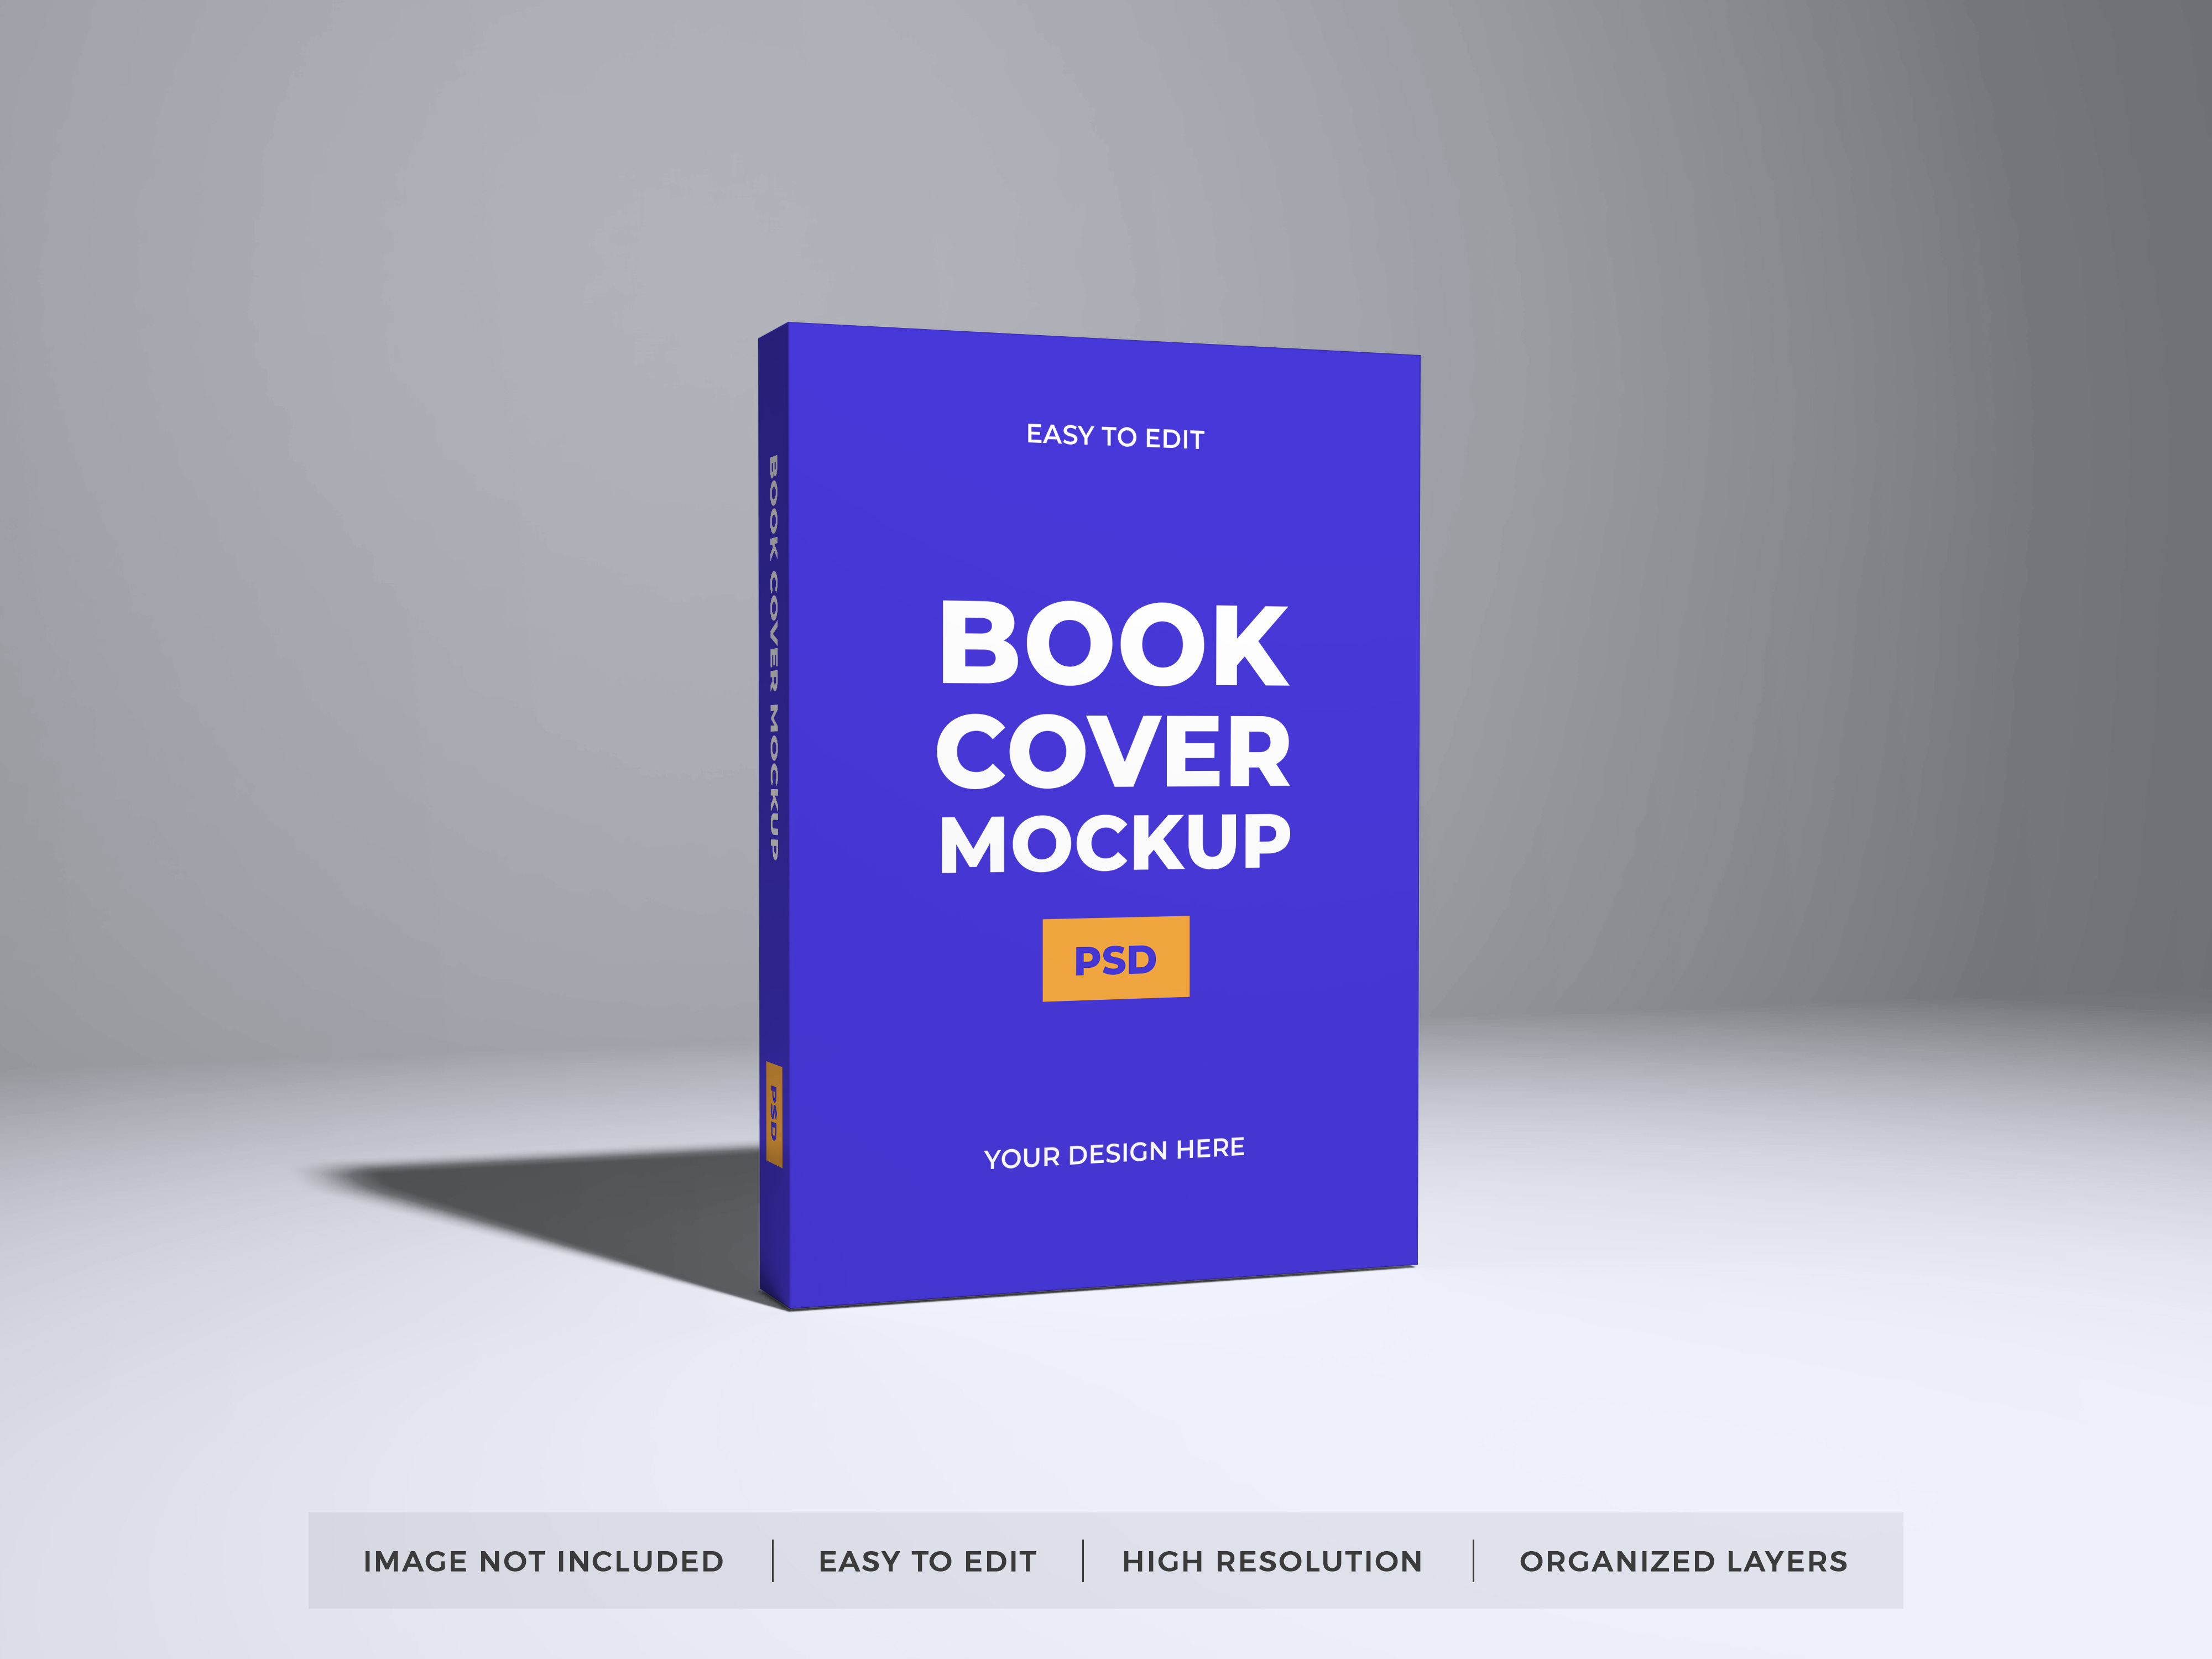 EASY TO EDIT
BOOK
COVER
MOCKUP
PSD
YOUR DESIGN HERE
BOOK COVER MOCKUP
PSD
IMAGE NOT INCLUDED | EASY TO EDIT | HIGH RESOLUTION | ORGANIZED LAYERS